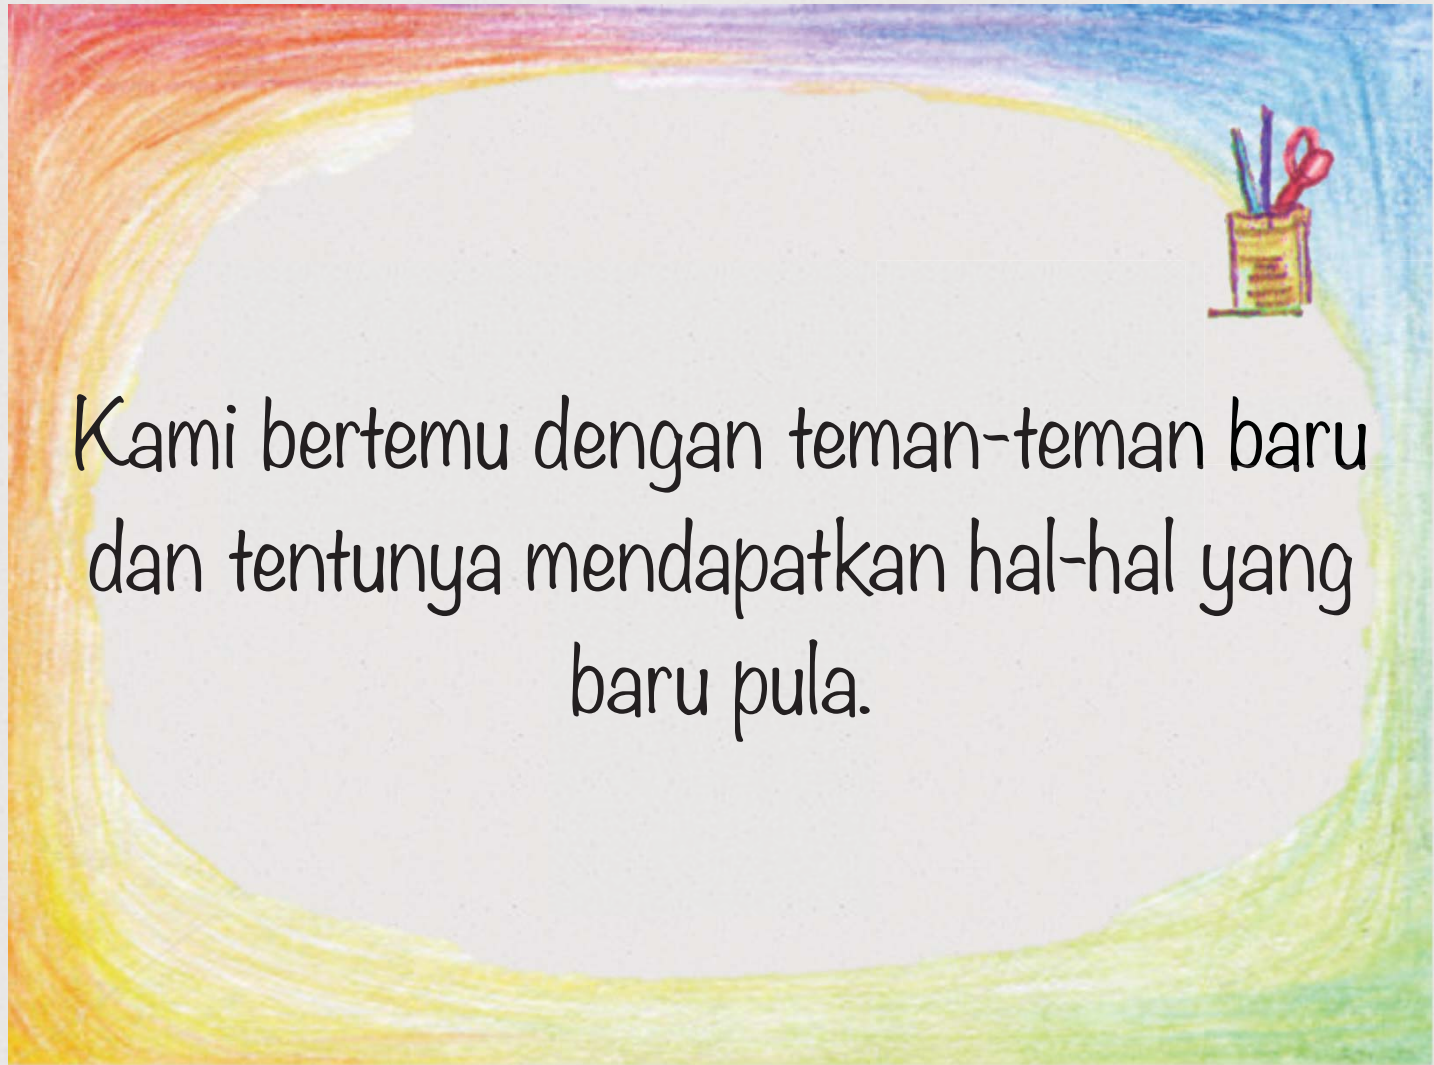 Kami bertemu dengan teman-teman baru
dan tentunya mendapatkan hal-hal yang
baru pula.